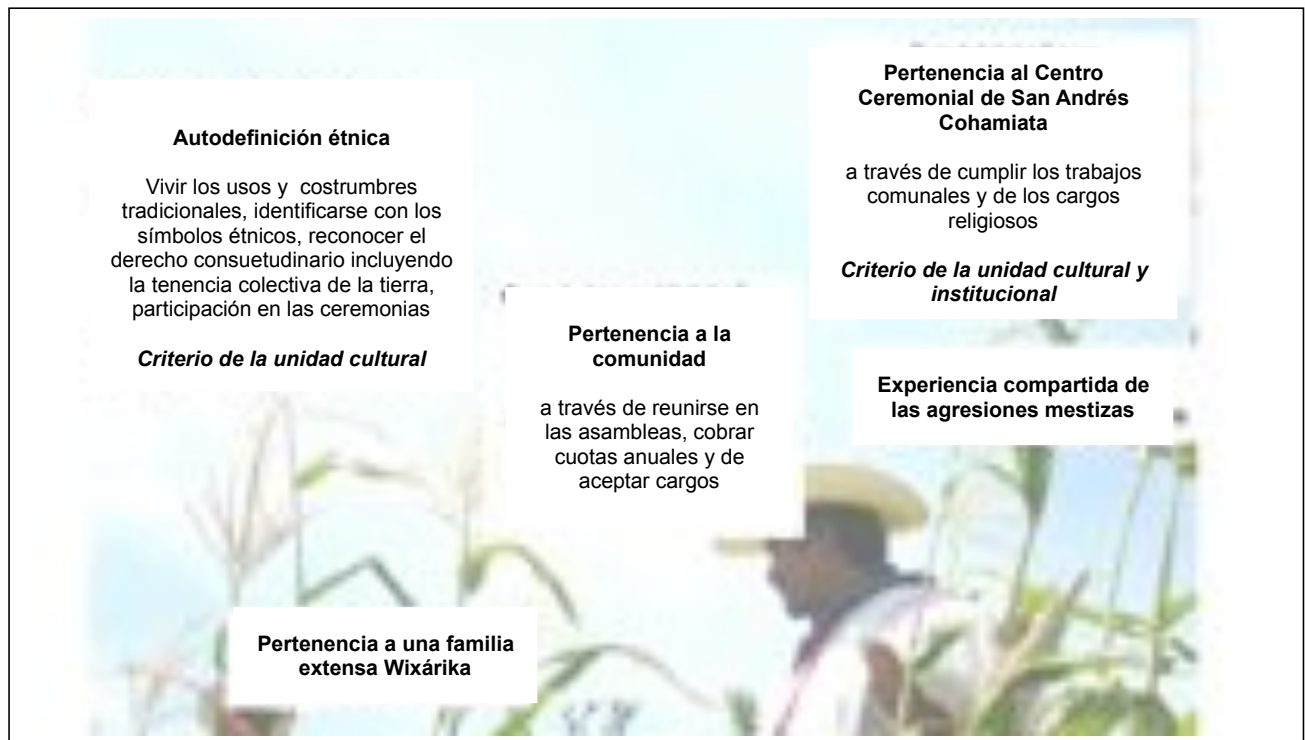 Autodefinición étnica
Vivir los usos y costrumbres
tradicionales, identificarse con los
símbolos étnicos, reconocer el
derecho consuetudinario incluyendo
la tenencia colectiva de la tierra,
participación en las ceremonias
Criterio de la unidad cultural
Pertenencia al Centro
Ceremonial de San Andrés
Cohamiata
a través de cumplir los trabajos
comunales y de los cargos
religiosos
Criterio de la unidad cultural y
institucional
Pertenencia a la
comunidad
a través de reunirse en
las asambleas, cobrar
cuotas anuales y de
aceptar cargos
Experiencia compartida de
las agresiones mestizas
Pertenencia a una familia
extensa Wixárika